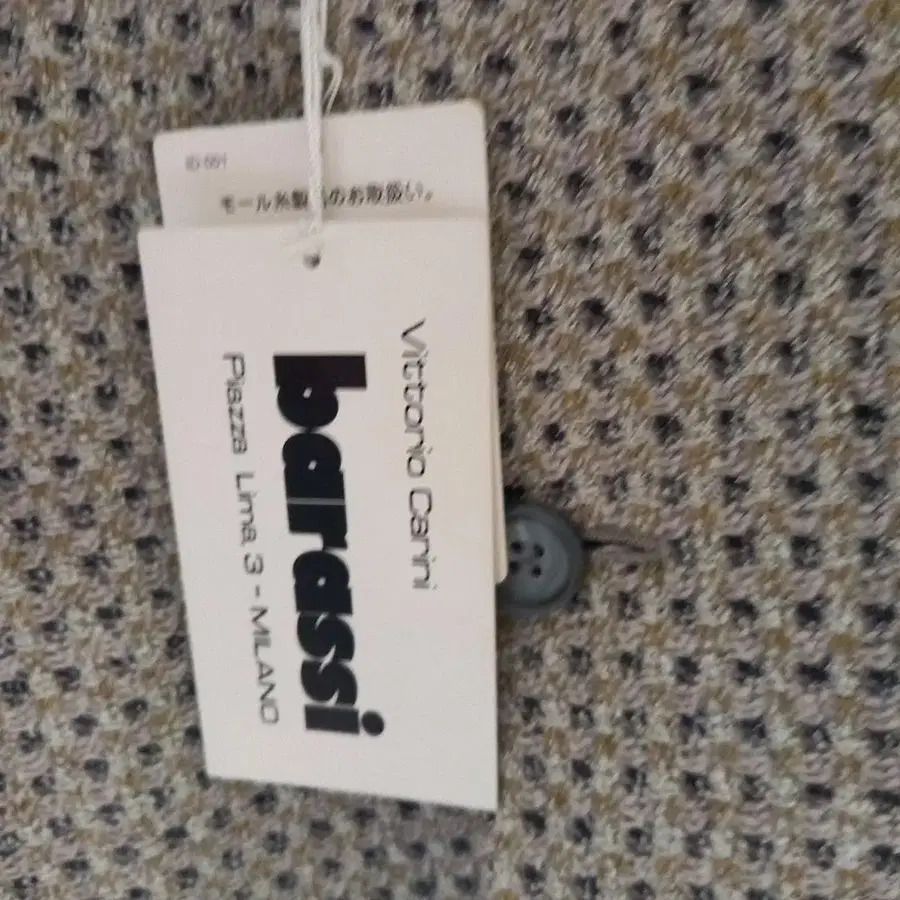 ID 001
モール糸製品のお取扱い。
Vittorio Carini
barassi
Piazza Lima, 3 - MILANO